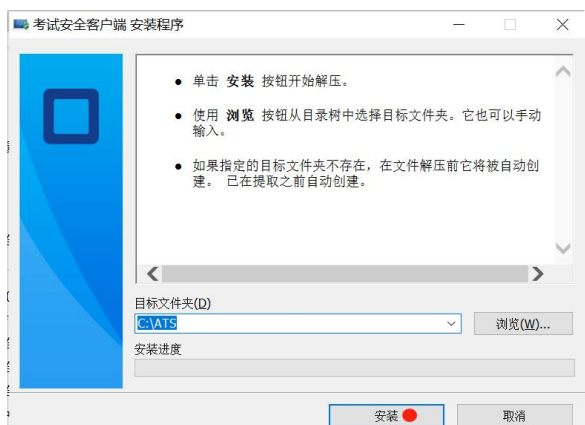 考试安全客户端 安装程序
● 单击 安装 按钮开始解压。
● 使用 浏览 按钮从目录树中选择目标文件夹。它也可以手动
输入。
● 如果指定的目标文件夹不存在，在文件解压前它将被自动创
建。 已在提取之前自动创建。
目标文件夹(D)
C:\ATS
浏览(W)...
安装进度
安装
取消